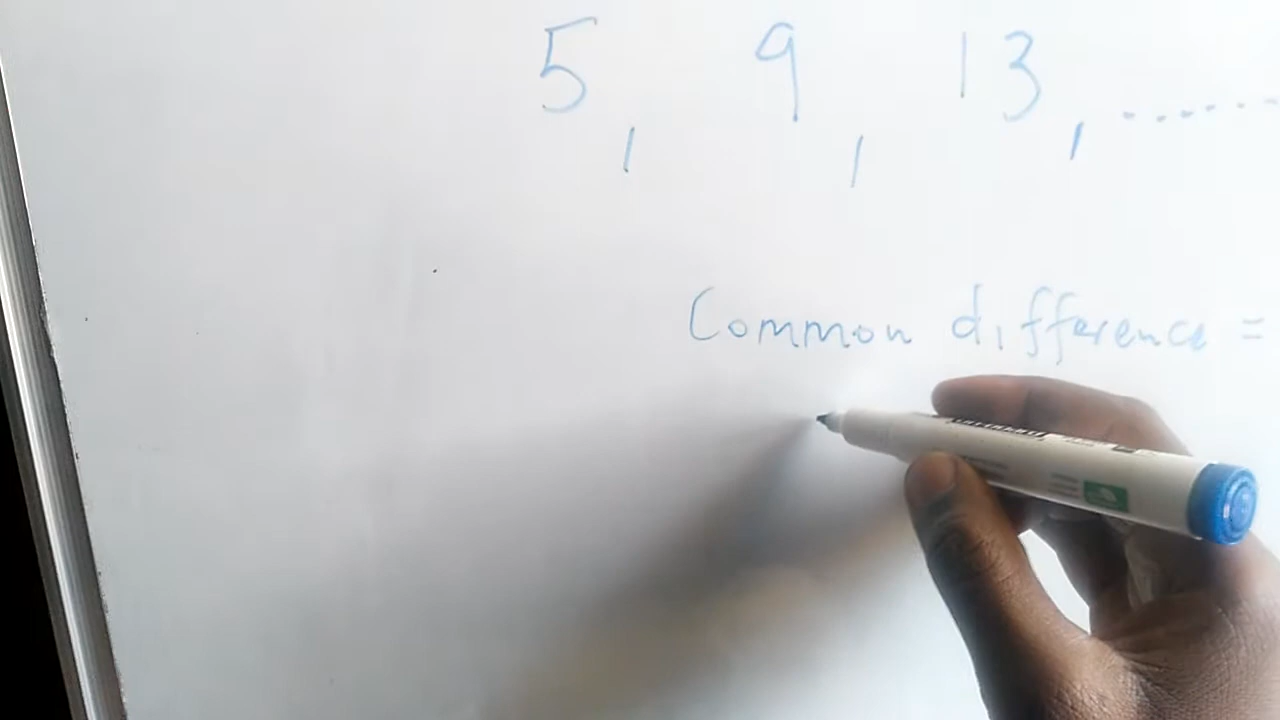 5, 9, 13, .......
Common difference =